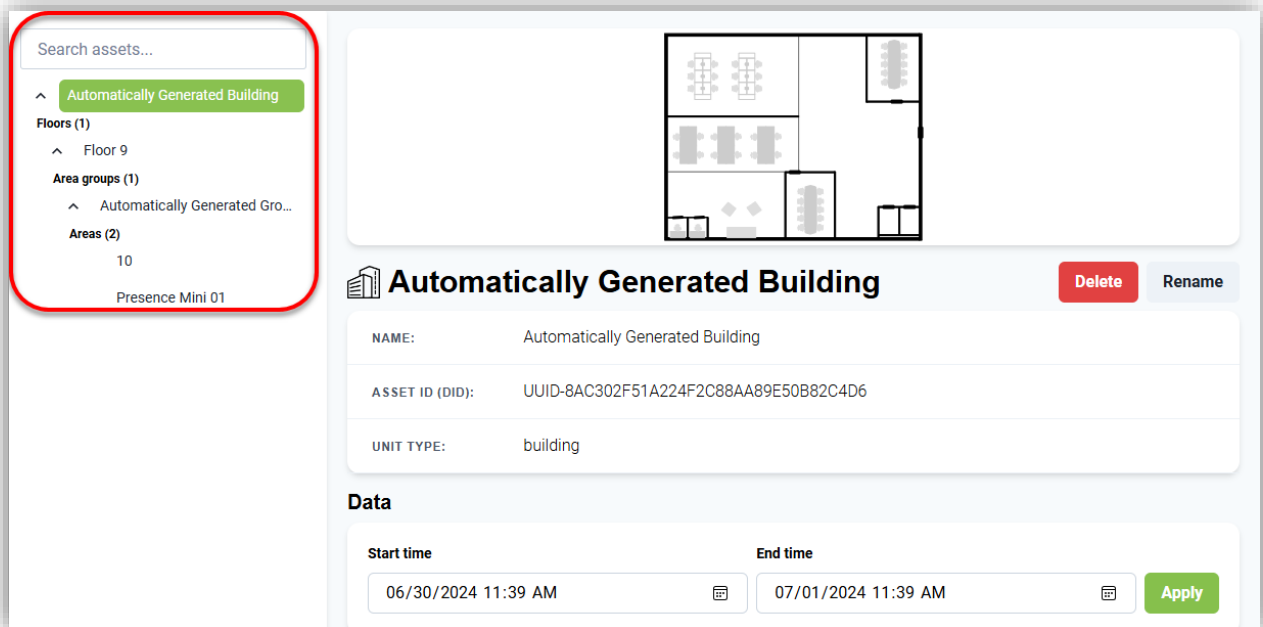 Search assets...
Automatically Generated Building
Floors (1)
Floor 9
Area groups (1)
Automatically Generated Gro...
Areas (2)
10
Presence Mini 01
Automatically Generated Building
Delete
Rename
NAME: Automatically Generated Building
ASSET ID (DID): UUID-8AC302F51A224F2C88AA89E50B82C4D6
UNIT TYPE: building
Data
Start time End time
06/30/2024 11:39 AM 07/01/2024 11:39 AM Apply